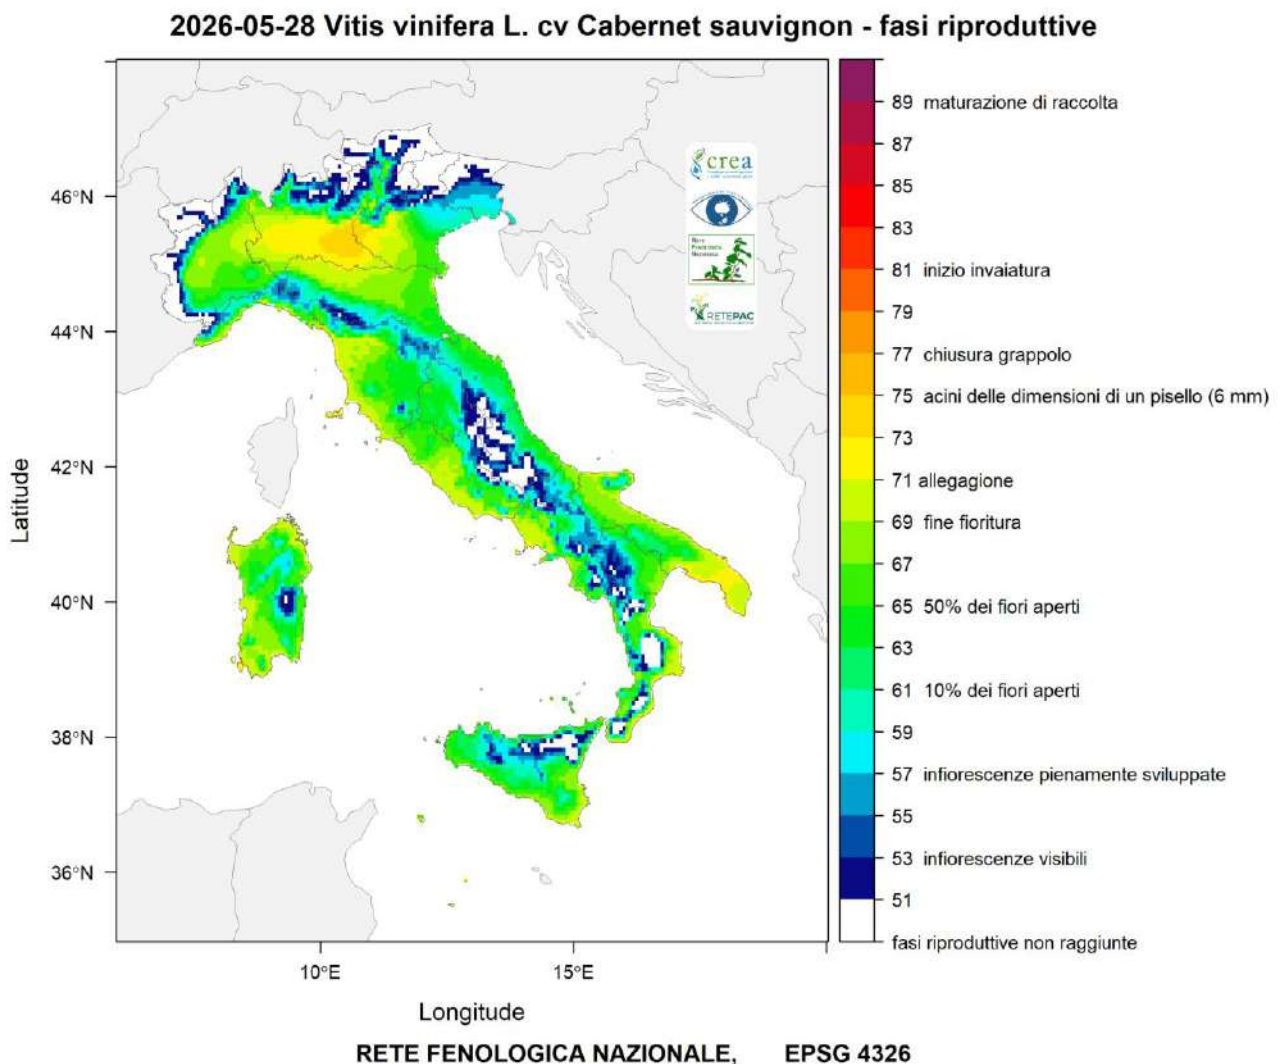 2026-05-28 Vitis vinifera L. cv Cabernet sauvignon - fasi riproduttive
46°N
44°N
42°N
40°N
38°N
36°N
Latitude
10°E
15°E
Longitude
crea
Rete
Fenologica
Nazionale
RETEPAC
89 maturazione di raccolta
87
85
83
81 inizio invaiatura
79
77 chiusura grappolo
75 acini delle dimensioni di un pisello (6 mm)
73
71 allegagione
69 fine fioritura
67
65 50% dei fiori aperti
63
61 10% dei fiori aperti
59
57 infiorescenze pienamente sviluppate
55
53 infiorescenze visibili
51
fasi riproduttive non raggiunte
RETE FENOLOGICA NAZIONALE, EPSG 4326